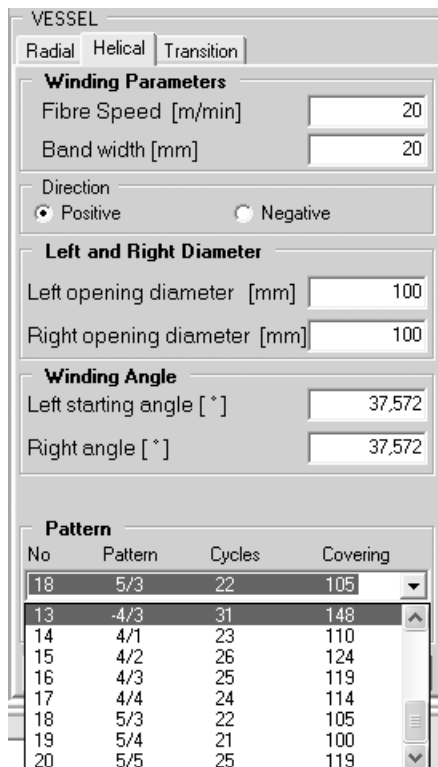 VESSEL
Radial Helical Transition
Winding Parameters
Fibre Speed [m/min] 20
Band width [mm] 20
Direction
Positive Negative
Left and Right Diameter
Left opening diameter [mm] 100
Right opening diameter [mm] 100
Winding Angle
Left starting angle [°] 37,572
Right angle [°] 37,572
Pattern
No Pattern Cycles Covering
18 5/3 22 105
13 -4/3 31 148
14 4/1 23 110
15 4/2 26 124
16 4/3 25 119
17 4/4 24 114
18 5/3 22 105
19 5/4 21 100
20 5/5 25 119